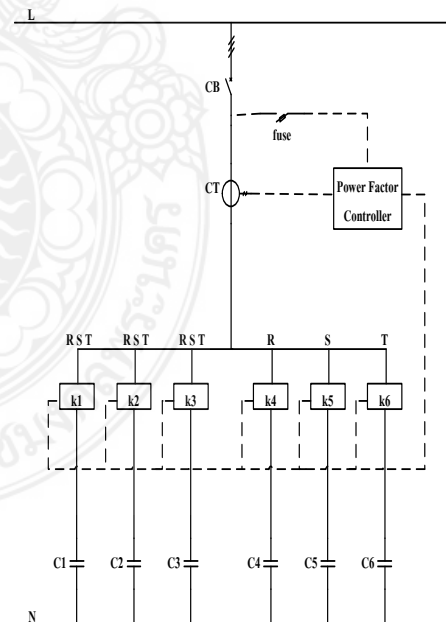 L
CB
fuse
CT
Power Factor
Controller
R S T R S T R S T R S T
k1 k2 k3 k4 k5 k6
C1 C2 C3 C4 C5 C6
N